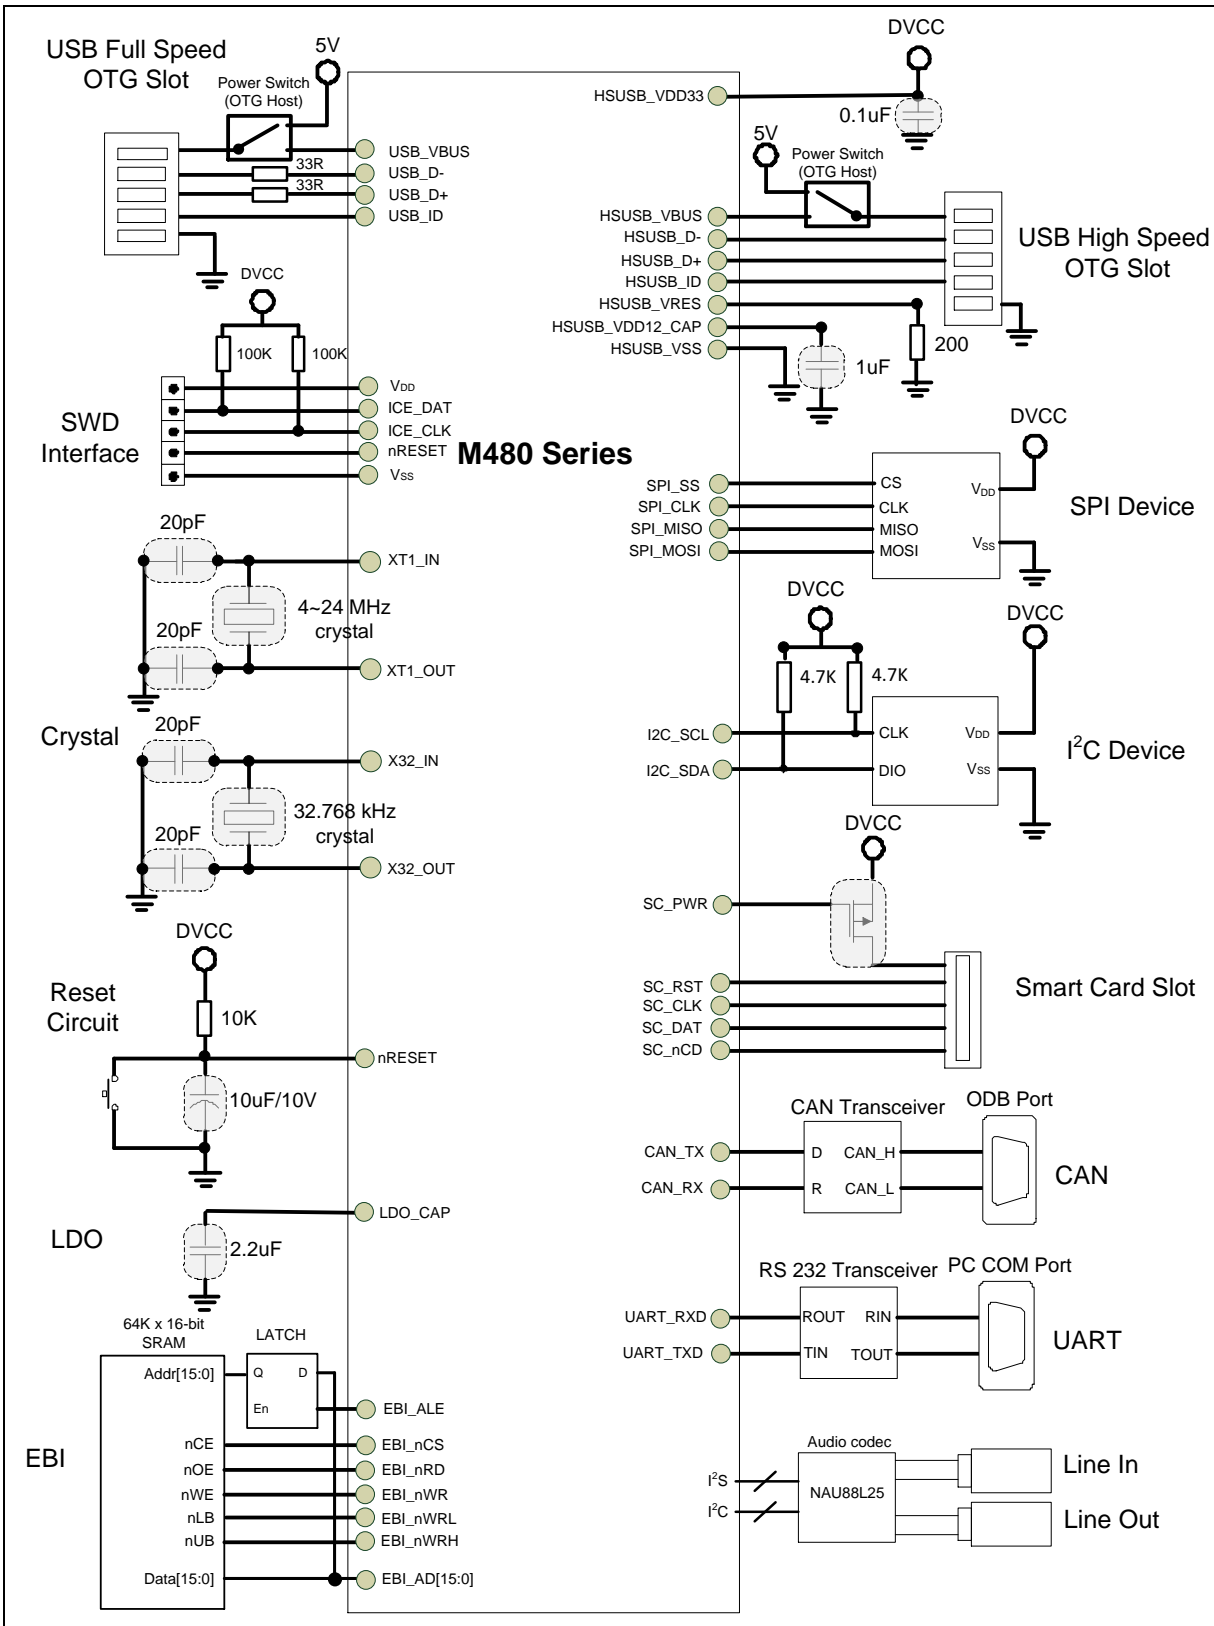 USB Full Speed
OTG Slot
5V
Power Switch
(OTG Host)
33R
33R
USB_VBUS
USB_D-
USB_D+
USB_ID
DVCC
100K
100K
SWD
Interface
VDD
ICE_DAT
ICE_CLK
nRESET
VSS
M480 Series
20pF
XT1_IN
4~24 MHz
crystal
20pF
XT1_OUT
Crystal
20pF
X32_IN
32.768 kHz
crystal
20pF
X32_OUT
DVCC
Reset
Circuit
10K
nRESET
10uF/10V
LDO
LDO_CAP
2.2uF
64K x 16-bit
SRAM
LATCH
Addr[15:0]
Q
D
En
EBI_ALE
EBI
nCE
EBI_nCS
nOE
EBI_nRD
nWE
EBI_nWR
nLB
EBI_nWRL
nUB
EBI_nWRH
Data[15:0]
EBI_AD[15:0]
DVCC
HSUSB_VDD33
0.1uF
5V
Power Switch
(OTG Host)
HSUSB_VBUS
HSUSB_D-
HSUSB_D+
HSUSB_ID
HSUSB_VRES
HSUSB_VDD12_CAP
HSUSB_VSS
USB High Speed
OTG Slot
200
1uF
DVCC
SPI_SS
SPI_CLK
SPI_MISO
SPI_MOSI
CS
CLK
MISO
MOSI
VDD
VSS
SPI Device
DVCC
DVCC
4.7K
4.7K
I2C_SCL
I2C_SDA
CLK
DIO
VDD
VSS
I²C Device
DVCC
SC_PWR
SC_RST
SC_CLK
SC_DAT
SC_nCD
Smart Card Slot
CAN Transceiver
ODB Port
CAN_TX
CAN_RX
D
R
CAN_H
CAN_L
CAN
RS 232 Transceiver
PC COM Port
UART_RXD
UART_TXD
ROUT
TIN
RIN
TOUT
UART
Audio codec
I²S
I²C
NAU88L25
Line In
Line Out